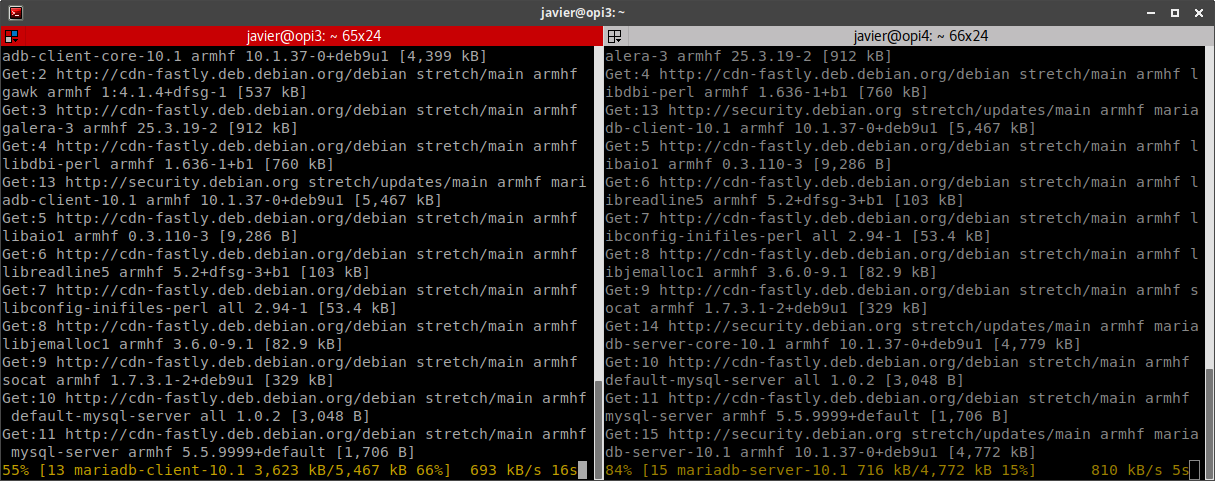 javier@opi3: ~
javier@opi3: ~ 65x24
adb-client-core-10.1 armhf 10.1.37-0+deb9u1 [4,399 kB]
Get:2 http://cdn-fastly.deb.debian.org/debian stretch/main armhf
gawk armhf 1:4.1.4+dfsg-1 [537 kB]
Get:3 http://cdn-fastly.deb.debian.org/debian stretch/main armhf
galera-3 armhf 25.3.19-2 [912 kB]
Get:4 http://cdn-fastly.deb.debian.org/debian stretch/main armhf
libdbi-perl armhf 1.636-1+b1 [760 kB]
Get:13 http://security.debian.org stretch/updates/main armhf mari
adb-client-10.1 armhf 10.1.37-0+deb9u1 [5,467 kB]
Get:5 http://cdn-fastly.deb.debian.org/debian stretch/main armhf
libaio1 armhf 0.3.110-3 [9,286 B]
Get:6 http://cdn-fastly.deb.debian.org/debian stretch/main armhf
libreadline5 armhf 5.2+dfsg-3+b1 [103 kB]
Get:7 http://cdn-fastly.deb.debian.org/debian stretch/main armhf
libconfig-inifiles-perl all 2.94-1 [53.4 kB]
Get:8 http://cdn-fastly.deb.debian.org/debian stretch/main armhf
libjemalloc1 armhf 3.6.0-9.1 [82.9 kB]
Get:9 http://cdn-fastly.deb.debian.org/debian stretch/main armhf
socat armhf 1.7.3.1-2+deb9u1 [329 kB]
Get:10 http://cdn-fastly.deb.debian.org/debian stretch/main armhf
 default-mysql-server all 1.0.2 [3,048 B]
Get:11 http://cdn-fastly.deb.debian.org/debian stretch/main armhf
 mysql-server armhf 5.5.9999+default [1,706 B]
55% [13 mariadb-client-10.1 3,623 kB/5,467 kB 66%]  693 kB/s 16s
javier@opi4: ~ 66x24
alera-3 armhf 25.3.19-2 [912 kB]
Get:4 http://cdn-fastly.deb.debian.org/debian stretch/main armhf l
ibdbi-perl armhf 1.636-1+b1 [760 kB]
Get:13 http://security.debian.org stretch/updates/main armhf maria
db-client-10.1 armhf 10.1.37-0+deb9u1 [5,467 kB]
Get:5 http://cdn-fastly.deb.debian.org/debian stretch/main armhf l
ibaio1 armhf 0.3.110-3 [9,286 B]
Get:6 http://cdn-fastly.deb.debian.org/debian stretch/main armhf l
ibreadline5 armhf 5.2+dfsg-3+b1 [103 kB]
Get:7 http://cdn-fastly.deb.debian.org/debian stretch/main armhf l
ibconfig-inifiles-perl all 2.94-1 [53.4 kB]
Get:8 http://cdn-fastly.deb.debian.org/debian stretch/main armhf l
ibjemalloc1 armhf 3.6.0-9.1 [82.9 kB]
Get:9 http://cdn-fastly.deb.debian.org/debian stretch/main armhf s
ocat armhf 1.7.3.1-2+deb9u1 [329 kB]
Get:14 http://security.debian.org stretch/updates/main armhf maria
db-server-core-10.1 armhf 10.1.37-0+deb9u1 [4,779 kB]
Get:10 http://cdn-fastly.deb.debian.org/debian stretch/main armhf
default-mysql-server all 1.0.2 [3,048 B]
Get:11 http://cdn-fastly.deb.debian.org/debian stretch/main armhf
mysql-server armhf 5.5.9999+default [1,706 B]
Get:15 http://security.debian.org stretch/updates/main armhf maria
db-server-10.1 armhf 10.1.37-0+deb9u1 [4,772 kB]
84% [15 mariadb-server-10.1 716 kB/4,772 kB 15%]      810 kB/s 5s